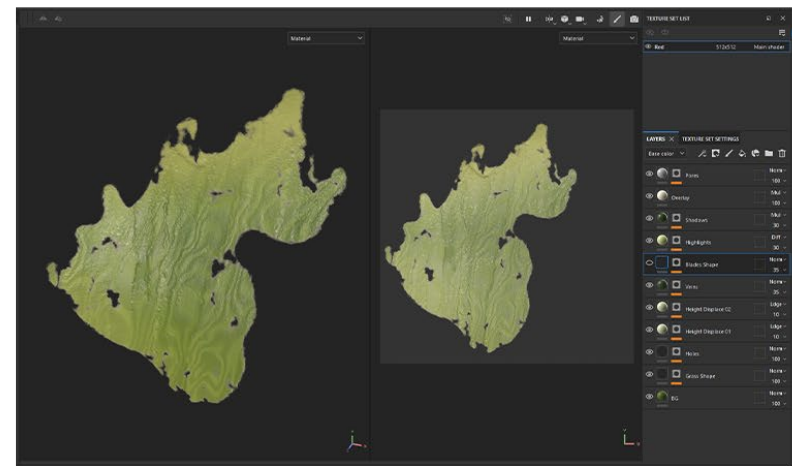 TEXTURE SET LIST
Material
Material
Red 512x512 Main shader
LAYERS TEXTURE SET SETTINGS
Base color
Norm
100
Overlay
Mul
100
Shadows
Mul
30
Highlights
Diff
30
Blades Shape
Norm
35
Veins
Norm
35
Height Displace 02
Ldge
10
Height Displace 01
Ldge
10
Holes
Norm
100
Grass Shape
Norm
100
BG
Norm
100